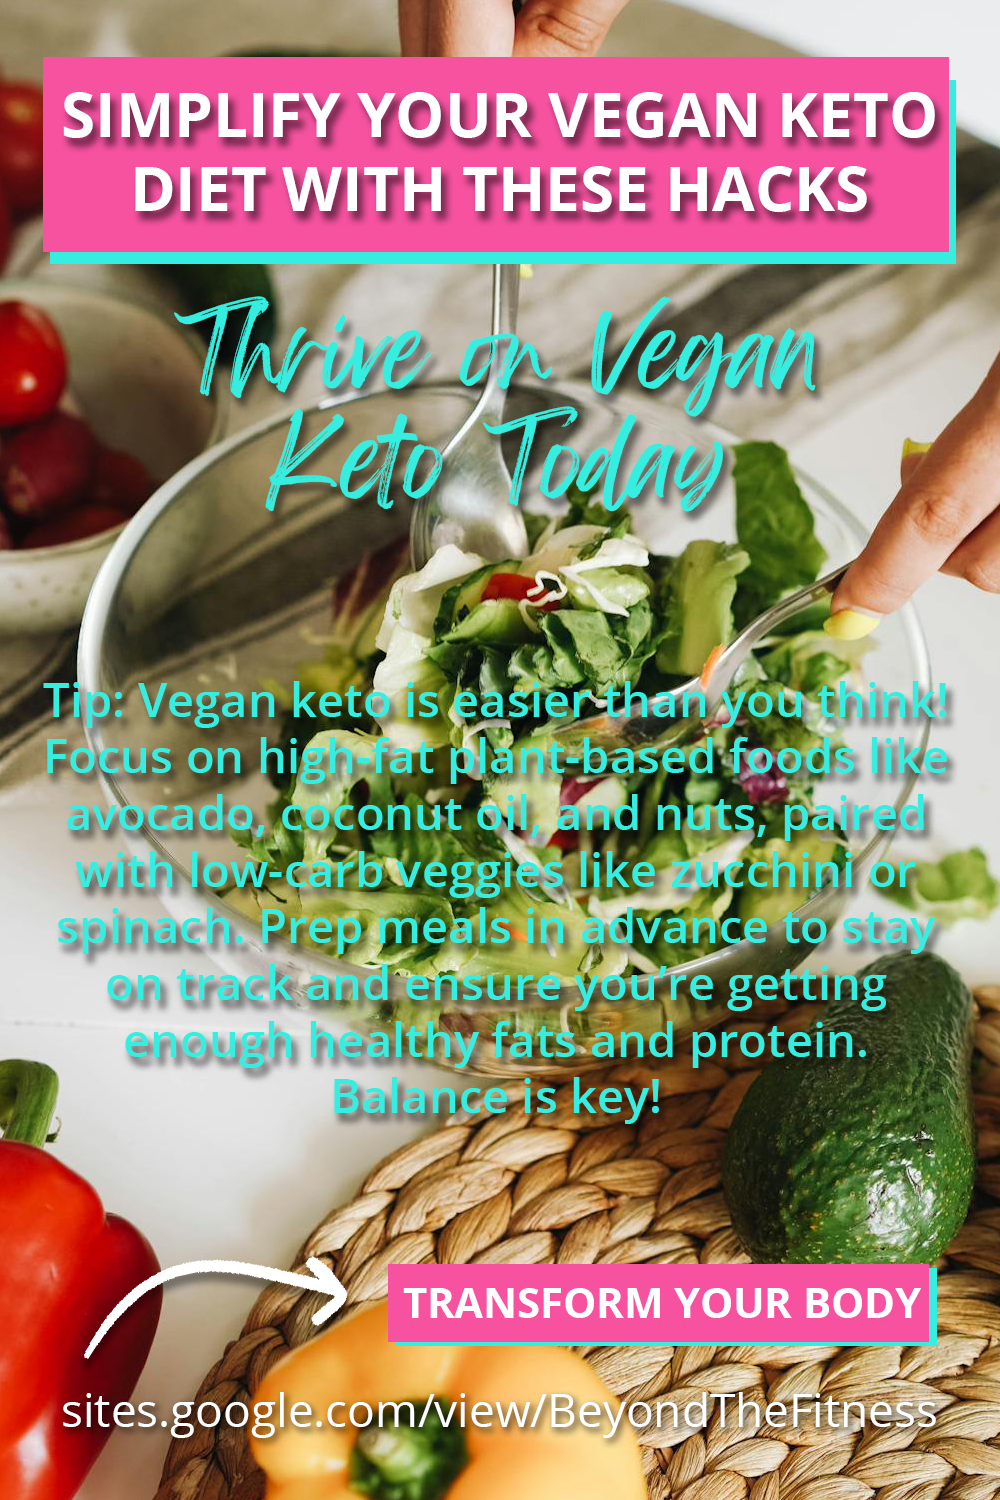 SIMPLIFY YOUR VEGAN KETO
DIET WITH THESE HACKS
Thrive on Vegan
Keto Today
Tip: Vegan keto is easier than you think!
Focus on high-fat plant-based foods like
avocado, coconut oil, and nuts, paired
with low-carb veggies like zucchini or
spinach. Prep meals in advance to stay
on track and ensure you’re getting
enough healthy fats and protein.
Balance is key!
TRANSFORM YOUR BODY
sites.google.com/view/BeyondTheFitness